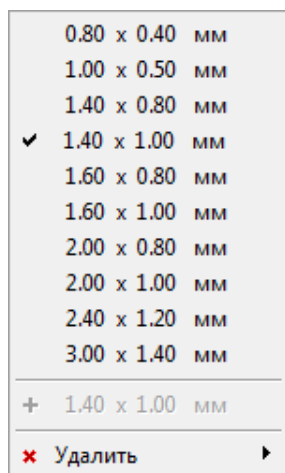 0.80 x 0.40 мм
1.00 x 0.50 мм
1.40 x 0.80 мм
1.40 x 1.00 мм
1.60 x 0.80 мм
1.60 x 1.00 мм
2.00 x 0.80 мм
2.00 x 1.00 мм
2.40 x 1.20 мм
3.00 x 1.40 мм
1.40 x 1.00 мм
Удалить